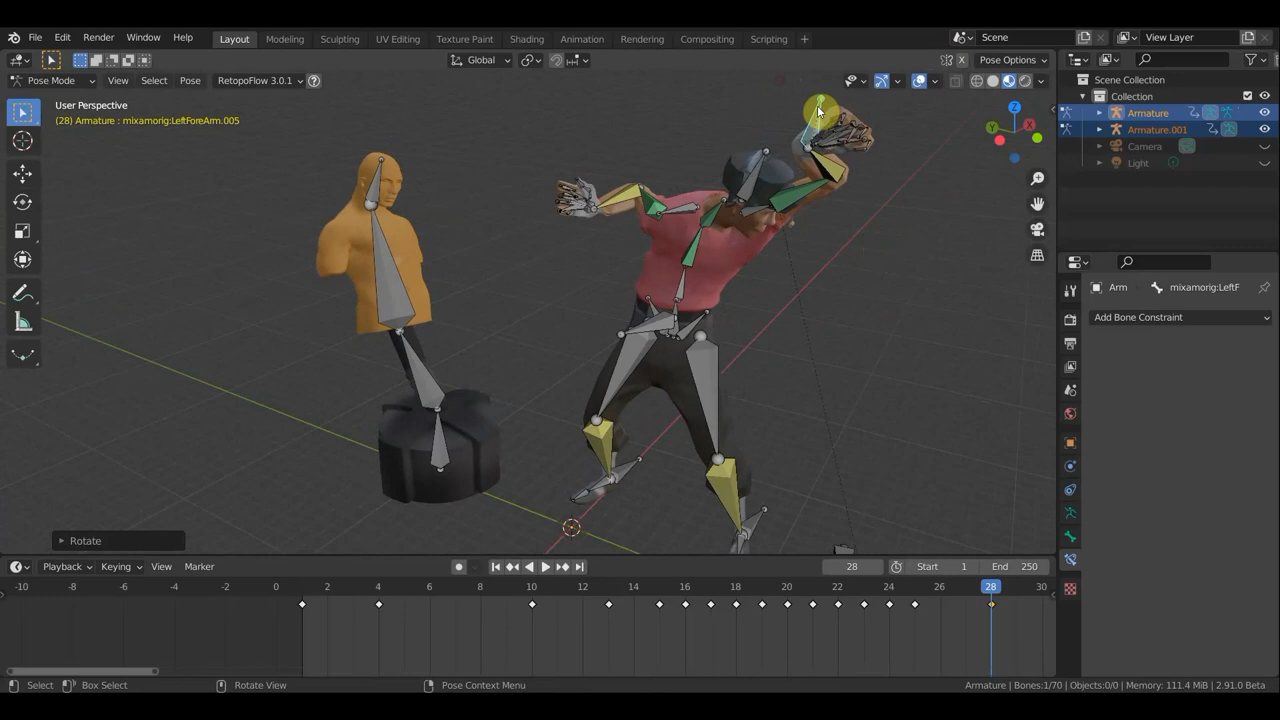 File Edit Render Window Help Layout Modeling Sculpting UV Editing Texture Paint Shading Animation Rendering Compositing Scripting Scene View Layer
Global Pose Options
Pose Mode View Select Pose RetopoFlow 3.0.1
Scene Collection
User Perspective
Collection
(28) Armature : mixamorig:LeftForeArm.005
Armature
Armature.001
Camera
Light
Z
Y
X
Arm mixamorig:LeftF
Add Bone Constraint
Rotate
Playback Keying View Marker 28 Start 1 End 250
-10 -8 -6 -4 -2 0 2 4 6 8 10 12 14 16 18 20 22 24 26 28 30
Select Box Select Rotate View Pose Context Menu Armature | Bones:1/70 | Objects:0/0 | Memory: 111.4 MiB | 2.91.0 Beta